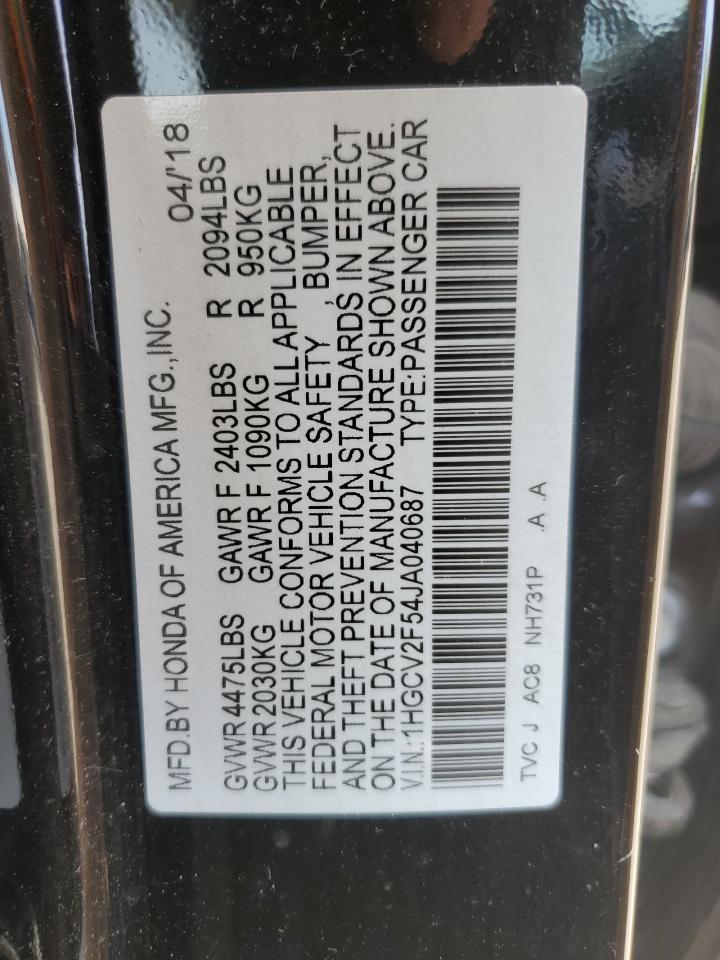 MFD.BY HONDA OF AMERICA MFG.,INC. 04/'18
GVWR 4475LBS GAWR F 2403LBS R 2094LBS
GVWR 2030KG GAWR F 1090KG R 950KG
THIS VEHICLE CONFORMS TO ALL APPLICABLE
FEDERAL MOTOR VEHICLE SAFETY , BUMPER,
AND THEFT PREVENTION STANDARDS IN EFFECT
ON THE DATE OF MANUFACTURE SHOWN ABOVE.
V.I.N.:1HGCV2F54JA040687 TYPE:PASSENGER CAR
TVC J AC8 NH731P .A .A